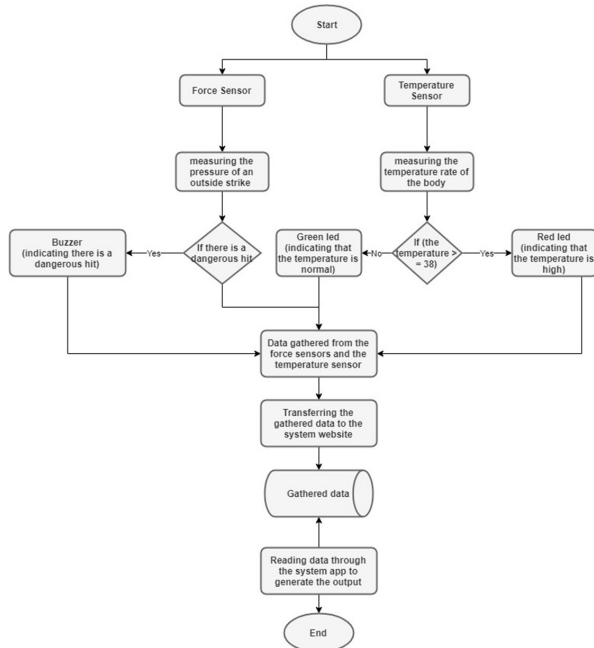 Start
Force Sensor
Temperature
Sensor
measuring the
pressure of an
outside strike
measuring the
temperature rate of
the body
Buzzer
(indicating there is a
dangerous hit)
Yes
If there is a
dangerous hit
Green led
(indicating that
the temperature is
normal)
No
If (the
temperature >
= 38)
Yes
Red led
(indicating that
the temperature is
high)
Data gathered from the
force sensors and the
temperature sensor
Transferring the
gathered data to the
system website
Gathered data
Reading data through
the system app to
generate the output
End